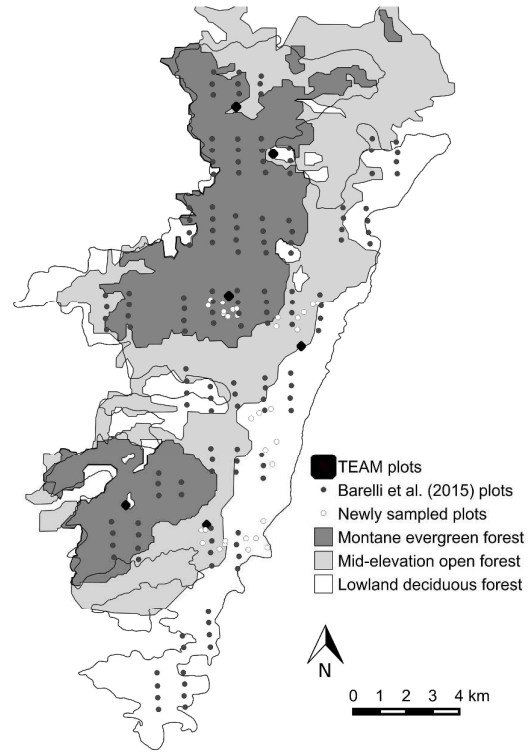 TEAM plots
Barelli et al. (2015) plots
Newly sampled plots
Montane evergreen forest
Mid-elevation open forest
Lowland deciduous forest
N
0 1 2 3 4 km